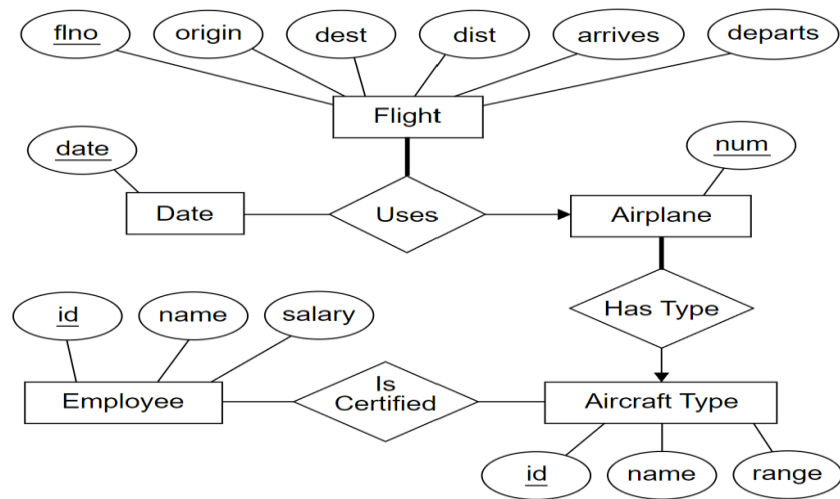 flno origin dest dist arrives departs
Flight
date num
Date Uses Airplane
Has Type
id name salary
Is
Employee Certified Aircraft Type
id name range